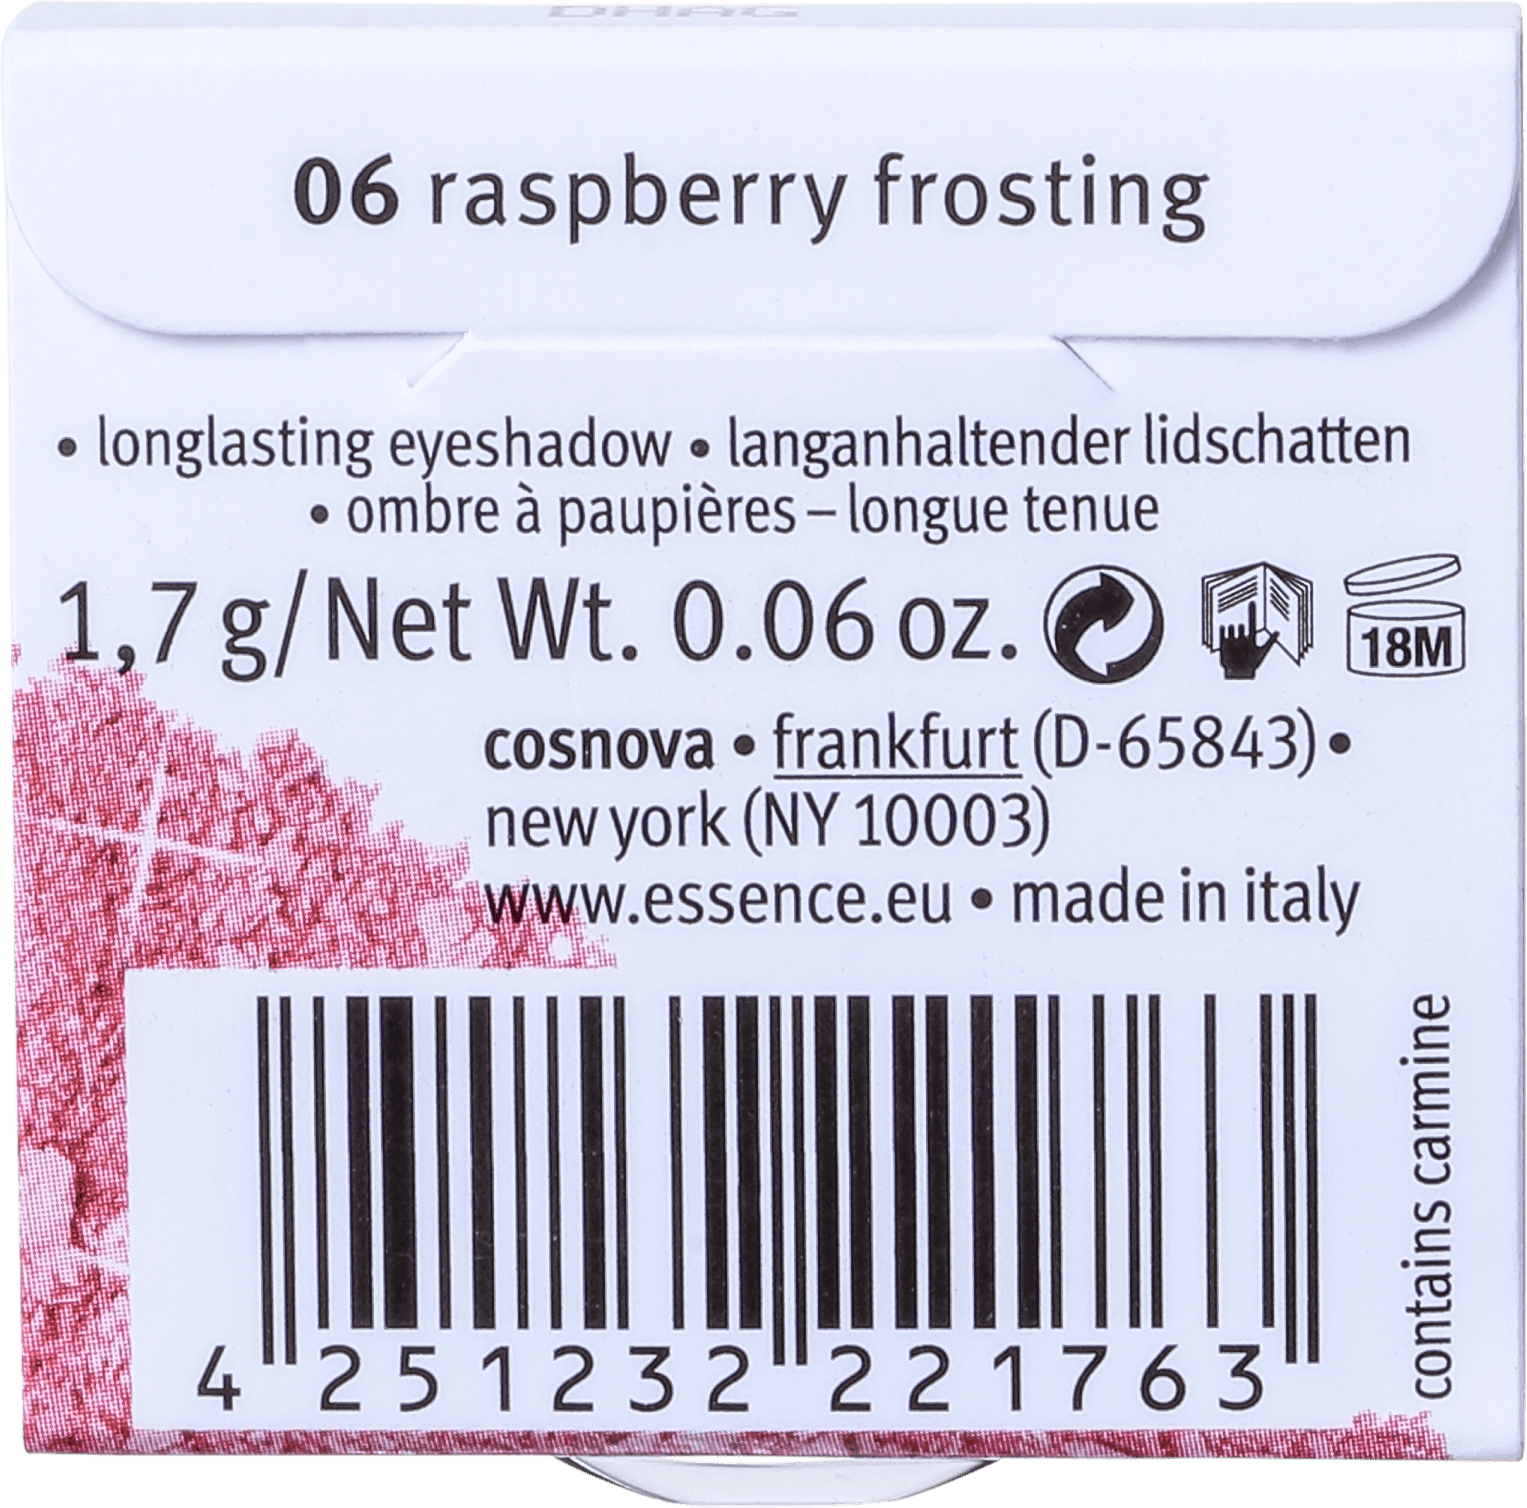 06 raspberry frosting
• longlasting eyeshadow • langanhaltender lidschatten
• ombre à paupières – longue tenue
1,7 g/Net Wt. 0.06 oz.
18M
cosnova • frankfurt (D-65843) •
new york (NY 10003)
www.essence.eu • made in italy
contains carmine
4 251232 221763